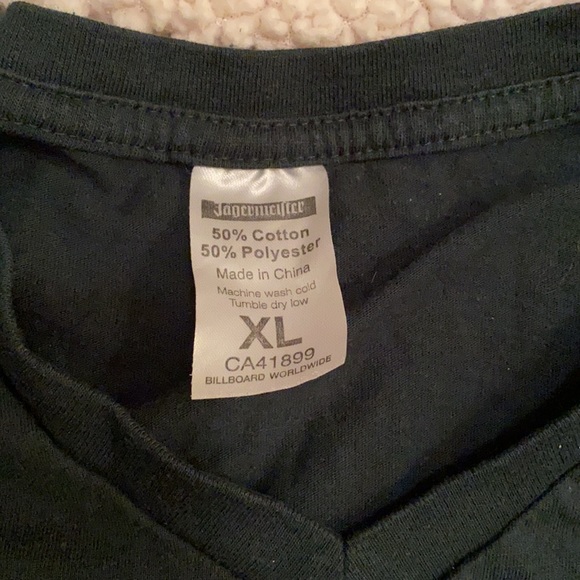 Jägermeister
50% Cotton
50% Polyester
Made in China
Machine wash cold
Tumble dry low
XL
CA41899
BILLBOARD WORLDWIDE